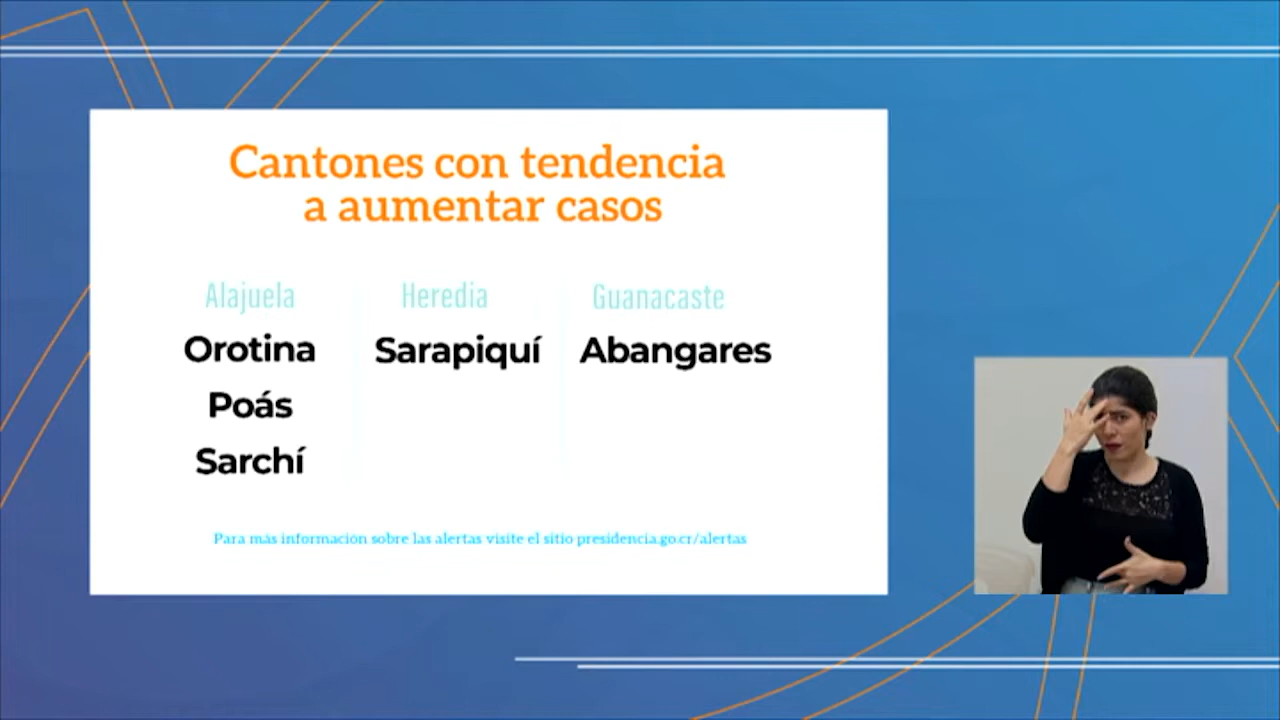 Cantones con tendencia
a aumentar casos
Alajuela
Orotina
Poás
Sarchí
Heredia
Sarapiquí
Guanacaste
Abangares
Para más información sobre las alertas visite el sitio presidencia.go.cr/alertas